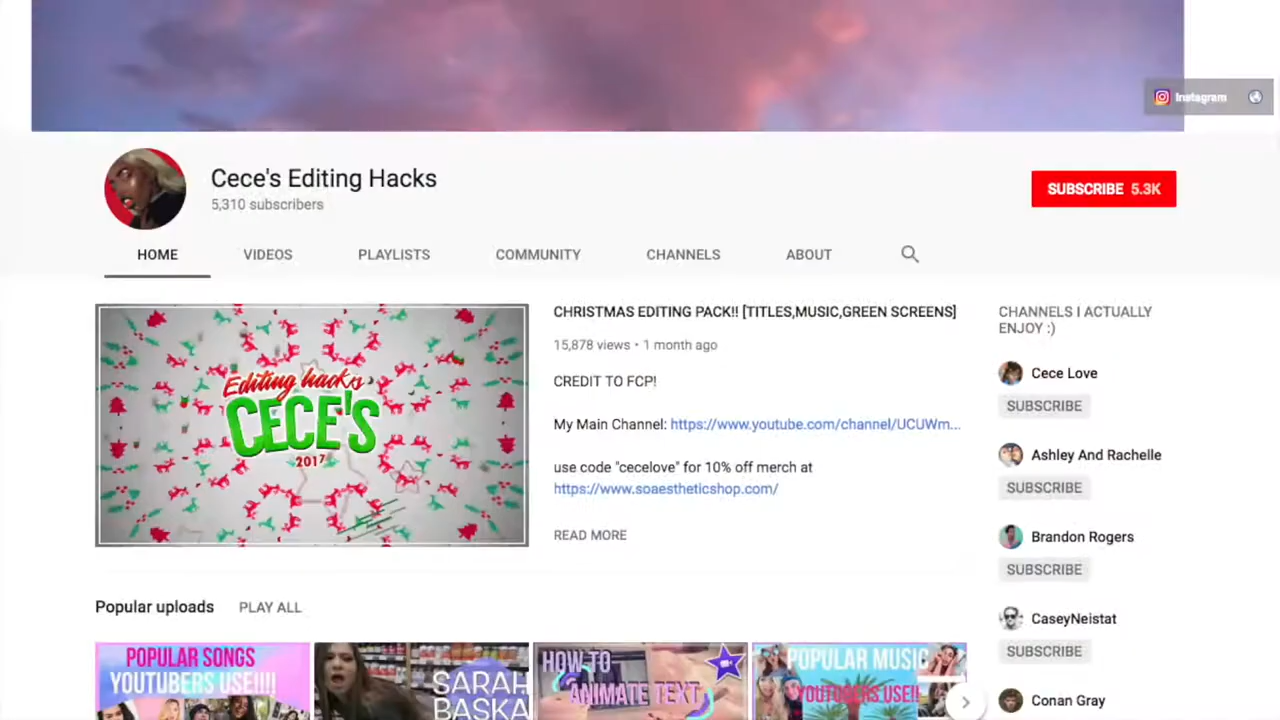 Instagram
Cece's Editing Hacks
5,310 subscribers
SUBSCRIBE 5.3K
HOME VIDEOS PLAYLISTS COMMUNITY CHANNELS ABOUT
Editing hacks
CECE'S
2017
CHRISTMAS EDITING PACK!! [TITLES,MUSIC,GREEN SCREENS]
15,878 views • 1 month ago
CREDIT TO FCP!
My Main Channel: https://www.youtube.com/channel/UCUWm...
use code "cecelove" for 10% off merch at
https://www.soaestheticshop.com/
READ MORE
CHANNELS I ACTUALLY
ENJOY :)
Cece Love
SUBSCRIBE
Ashley And Rachelle
SUBSCRIBE
Brandon Rogers
SUBSCRIBE
CaseyNeistat
SUBSCRIBE
Conan Gray
Popular uploads PLAY ALL
POPULAR SONGS
YOUTUBERS USE!!!!
SARAH
BASKA
HOW TO
ANIMATE TEXT
POPULAR MUSIC
YOUTUBERS USE!!